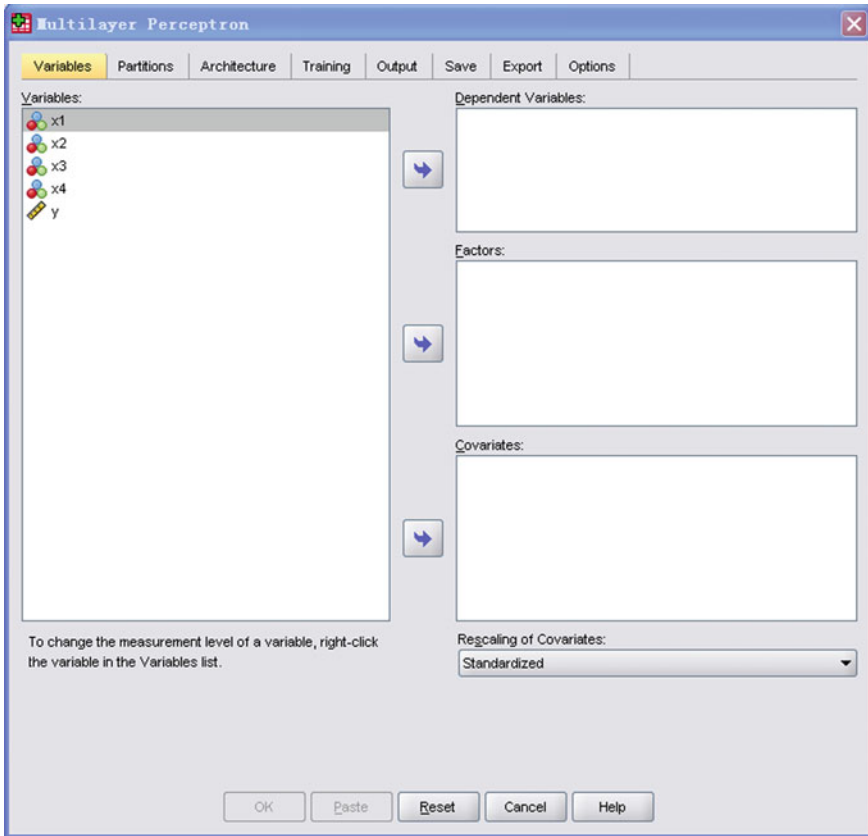 Multilayer Perceptron
Variables Partitions Architecture Training Output Save Export Options
Variables:
x1
x2
x3
x4
y
Dependent Variables:
Factors:
Covariates:
To change the measurement level of a variable, right-click
the variable in the Variables list.
Rescaling of Covariates:
Standardized
OK Paste Reset Cancel Help